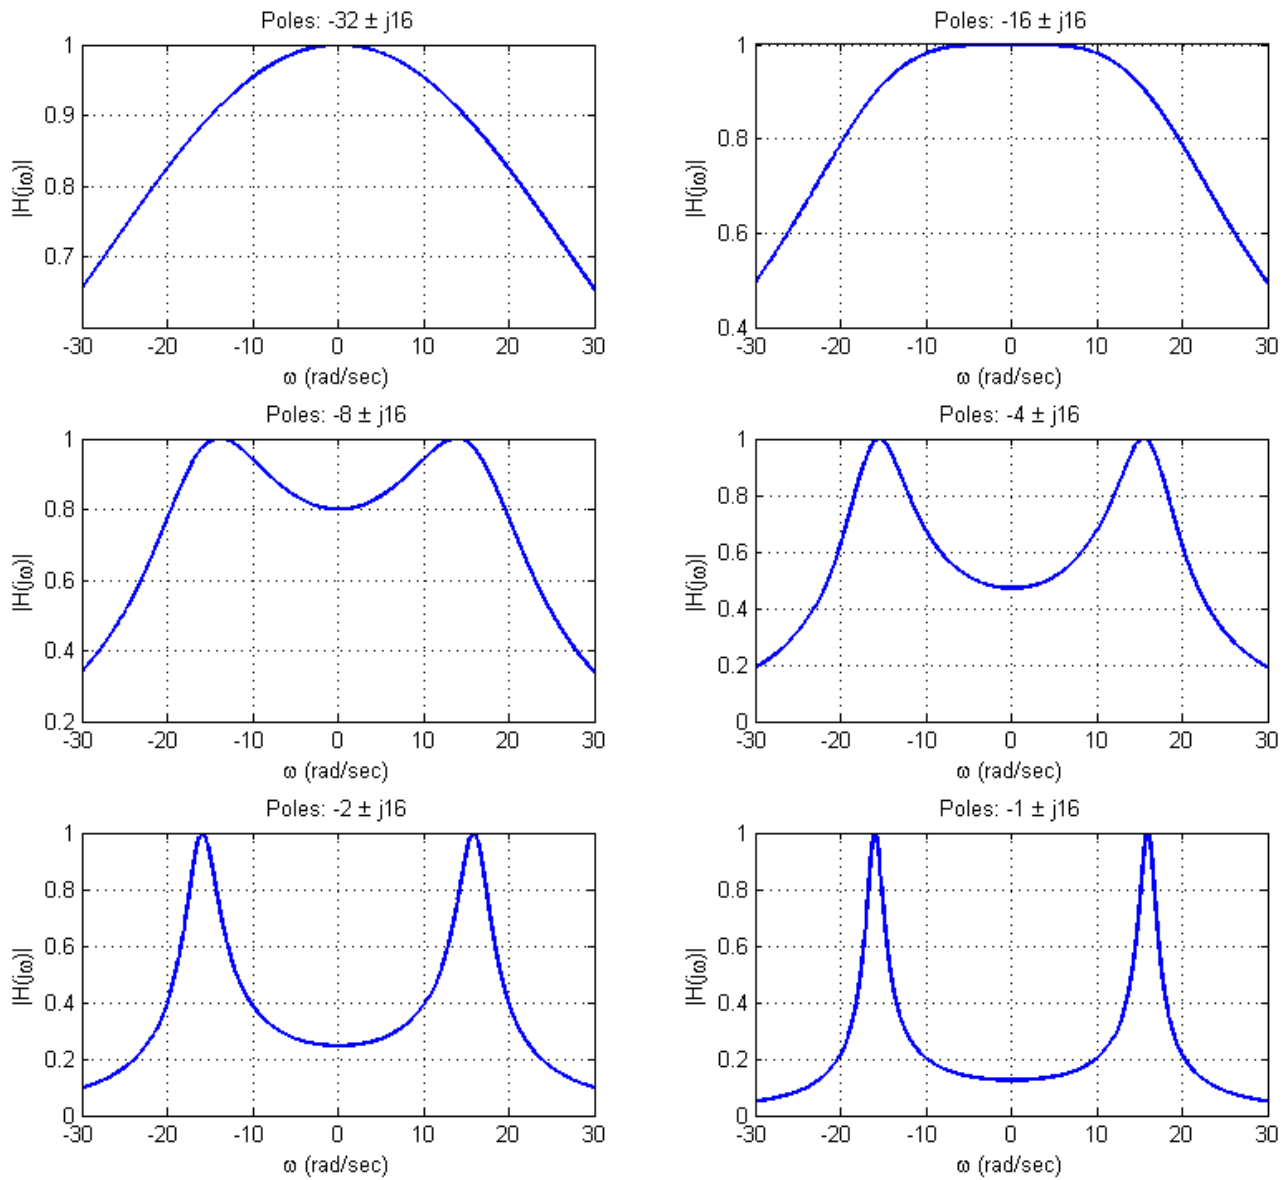 Poles: -32 ± j16
1
0.9
0.8
0.7
|H(jω)|
-30 -20 -10 0 10 20 30
ω (rad/sec)
Poles: -16 ± j16
1
0.8
0.6
0.4
|H(jω)|
-30 -20 -10 0 10 20 30
ω (rad/sec)
Poles: -8 ± j16
1
0.8
0.6
0.4
0.2
|H(jω)|
-30 -20 -10 0 10 20 30
ω (rad/sec)
Poles: -4 ± j16
1
0.8
0.6
0.4
0.2
0
|H(jω)|
-30 -20 -10 0 10 20 30
ω (rad/sec)
Poles: -2 ± j16
1
0.8
0.6
0.4
0.2
0
|H(jω)|
-30 -20 -10 0 10 20 30
ω (rad/sec)
Poles: -1 ± j16
1
0.8
0.6
0.4
0.2
0
|H(jω)|
-30 -20 -10 0 10 20 30
ω (rad/sec)